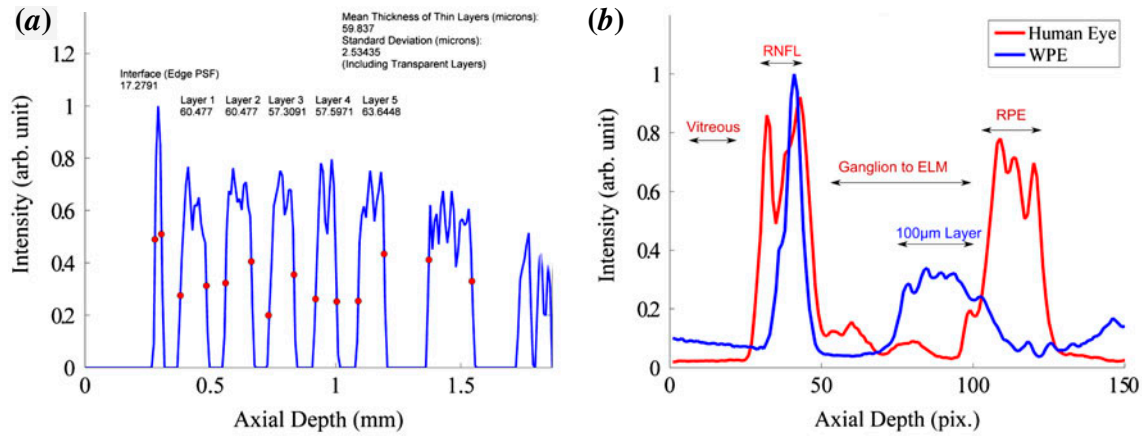 (a)
Mean Thickness of Thin Layers (microns):
59.837
Standard Deviation (microns):
2.53435
(Including Transparent Layers)
Interface (Edge PSF)
17.2791
Layer 1 Layer 2 Layer 3 Layer 4 Layer 5
60.477 60.477 57.3091 57.5971 63.6448
Intensity (arb. unit)
12
1
0.8
0.6
0.4
0.2
0
0 0.5 1 1.5
Axial Depth (mm)
(b)
Human Eye
WPE
RNFL
Vitreous
RPE
Ganglion to ELM
100μm Layer
Intensity (arb. unit)
1
0.8
0.6
0.4
0.2
0
0 50 100 150
Axial Depth (pix.)